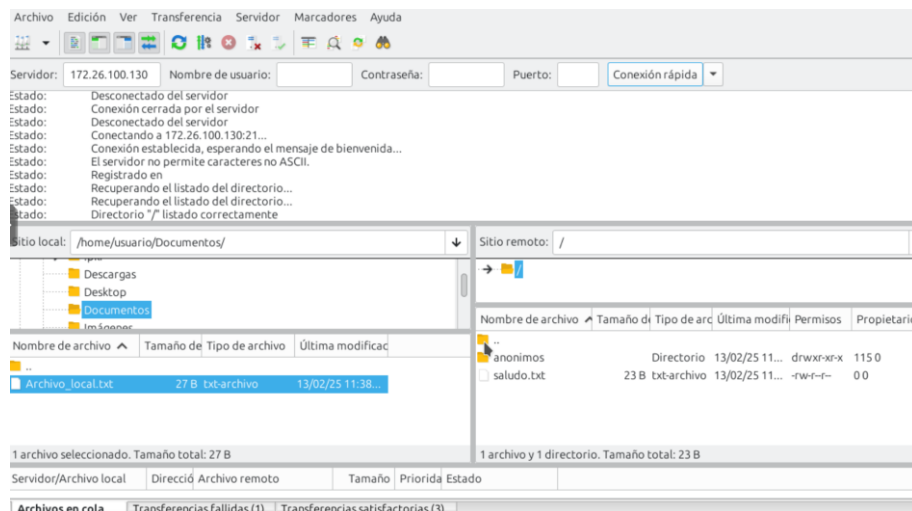 Archivo Edición Ver Transferencia Servidor Marcadores Ayuda
Servidor: 172.26.100.130 Nombre de usuario: Contraseña: Puerto: Conexión rápida
Estado: Desconectado del servidor
Estado: Conexión cerrada por el servidor
Estado: Desconectado del servidor
Estado: Conectando a 172.26.100.130:21...
Estado: Conexión establecida, esperando el mensaje de bienvenida...
Estado: El servidor no permite caracteres no ASCII.
Estado: Registrado en
Estado: Recuperando el listado del directorio...
Estado: Recuperando el listado del directorio...
Estado: Directorio "/" listado correctamente
Sitio local: /home/usuario/Documentos/
Descargas
Desktop
Documentos
Imágenes
Nombre de archivo Tamaño de Tipo de archivo Última modificac
..
Archivo_local.txt 27 B txt-archivo 13/02/25 11:38...
1 archivo seleccionado. Tamaño total: 27 B
Sitio remoto: /
/
Nombre de archivo Tamaño de Tipo de arc Última modifi Permisos Propietario
..
anonimos Directorio 13/02/25 11... drwxr-xr-x 115 0
saludo.txt 23 B txt-archivo 13/02/25 11... -rw-r--r-- 0 0
1 archivo y 1 directorio. Tamaño total: 23 B
Servidor/Archivo local Direcció Archivo remoto Tamaño Priorida Estado
Archivos en cola Transferencias fallidas (1) Transferencias satisfactorias (3)